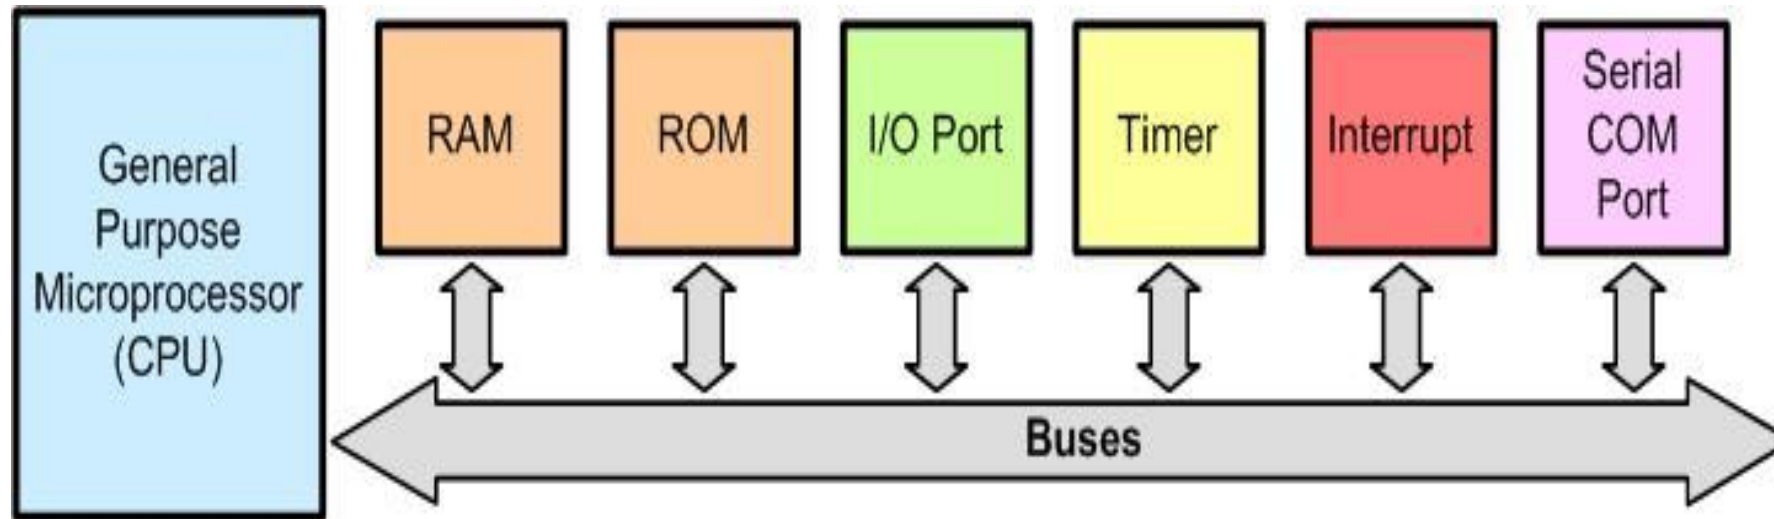 General
Purpose
Microprocessor
(CPU)
RAM
ROM
I/O Port
Timer
Interrupt
Serial
COM
Port
Buses